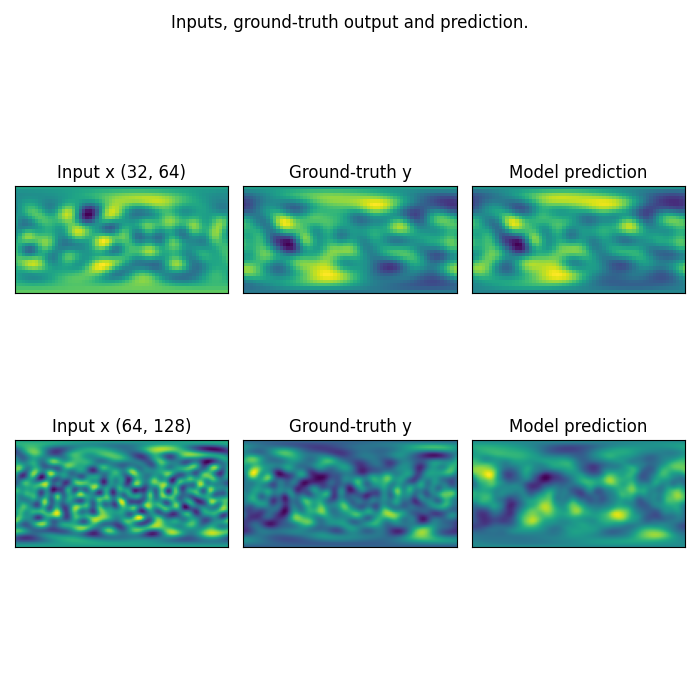 Inputs, ground-truth output and prediction.
Input x (32, 64)
Ground-truth y
Model prediction
Input x (64, 128)
Ground-truth y
Model prediction